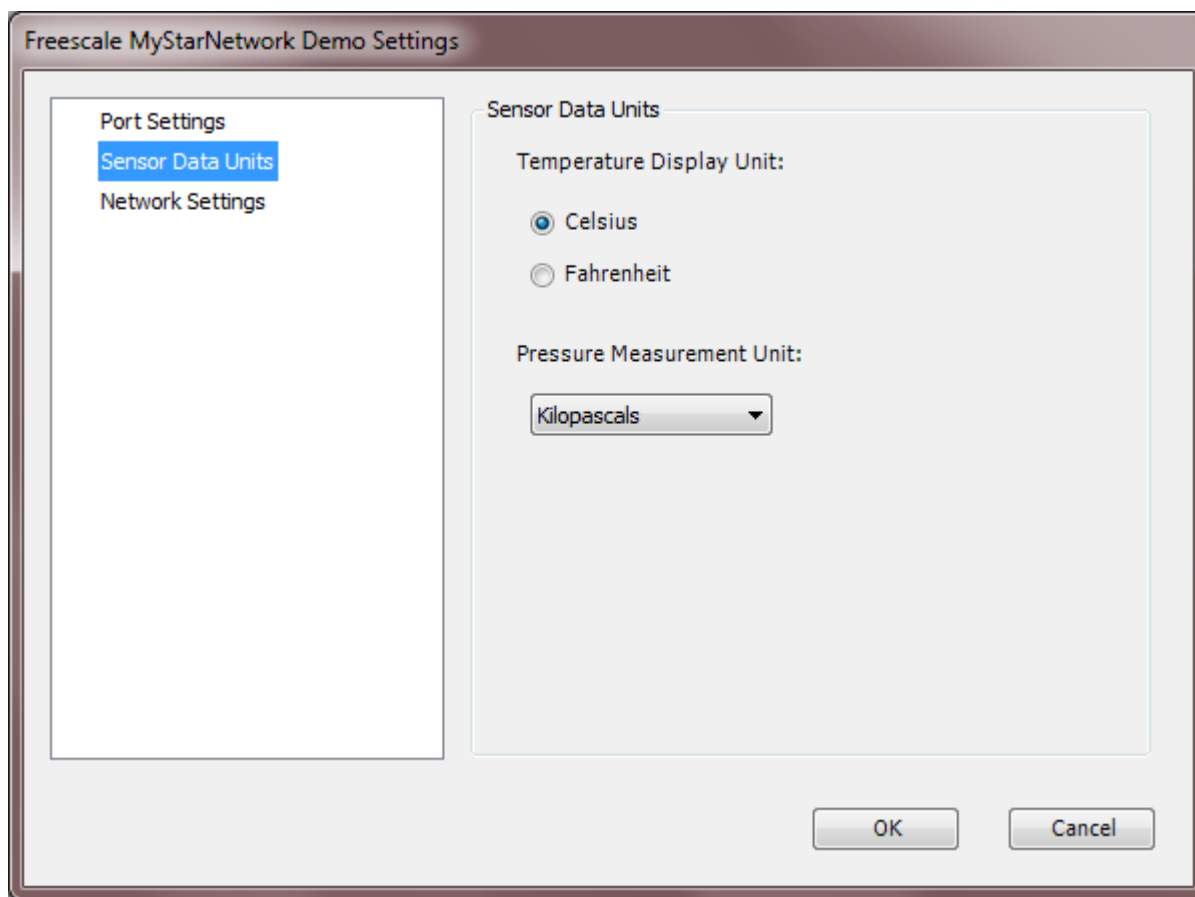 Freescale MyStarNetwork Demo Settings
Port Settings
Sensor Data Units
Network Settings
Sensor Data Units
Temperature Display Unit:
Celsius
Fahrenheit
Pressure Measurement Unit:
Kilopascals
OK
Cancel